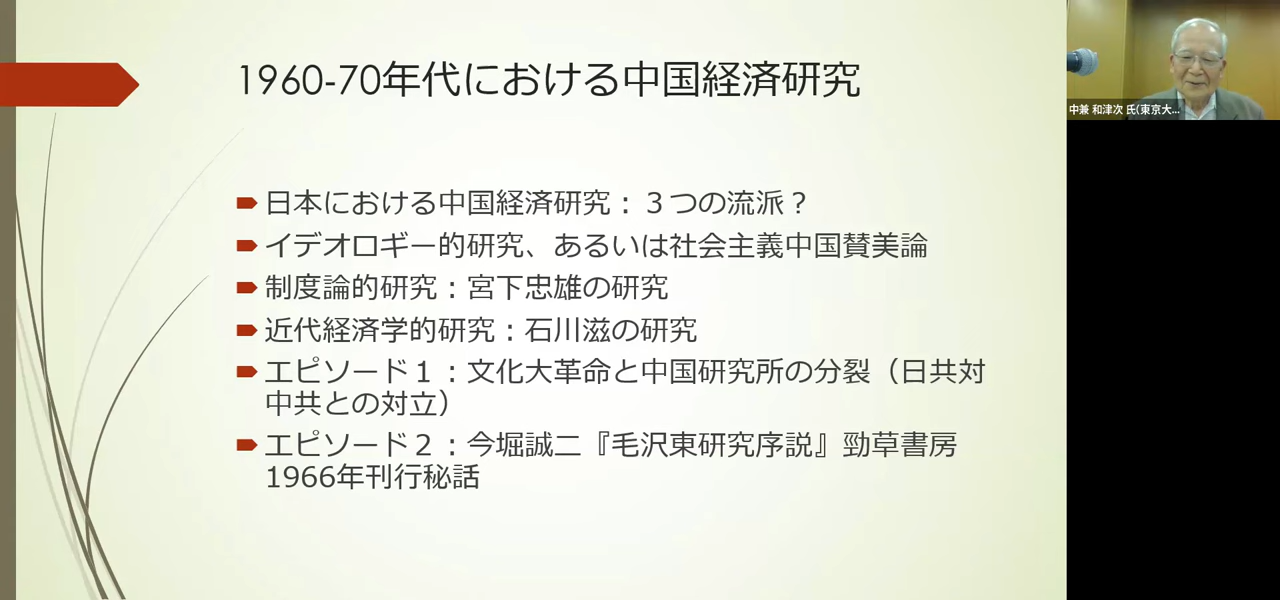 1960-70年代における中国経済研究
日本における中国経済研究：３つの流派？
イデオロギー的研究、あるいは社会主義中国賛美論
制度論的研究：宮下忠雄の研究
近代経済学的研究：石川滋の研究
エピソード１：文化大革命と中国研究所の分裂（日共対
中共との対立）
エピソード２：今堀誠二『毛沢東研究序説』勁草書房
1966年刊行秘話
中兼 和津次 氏(東京大...